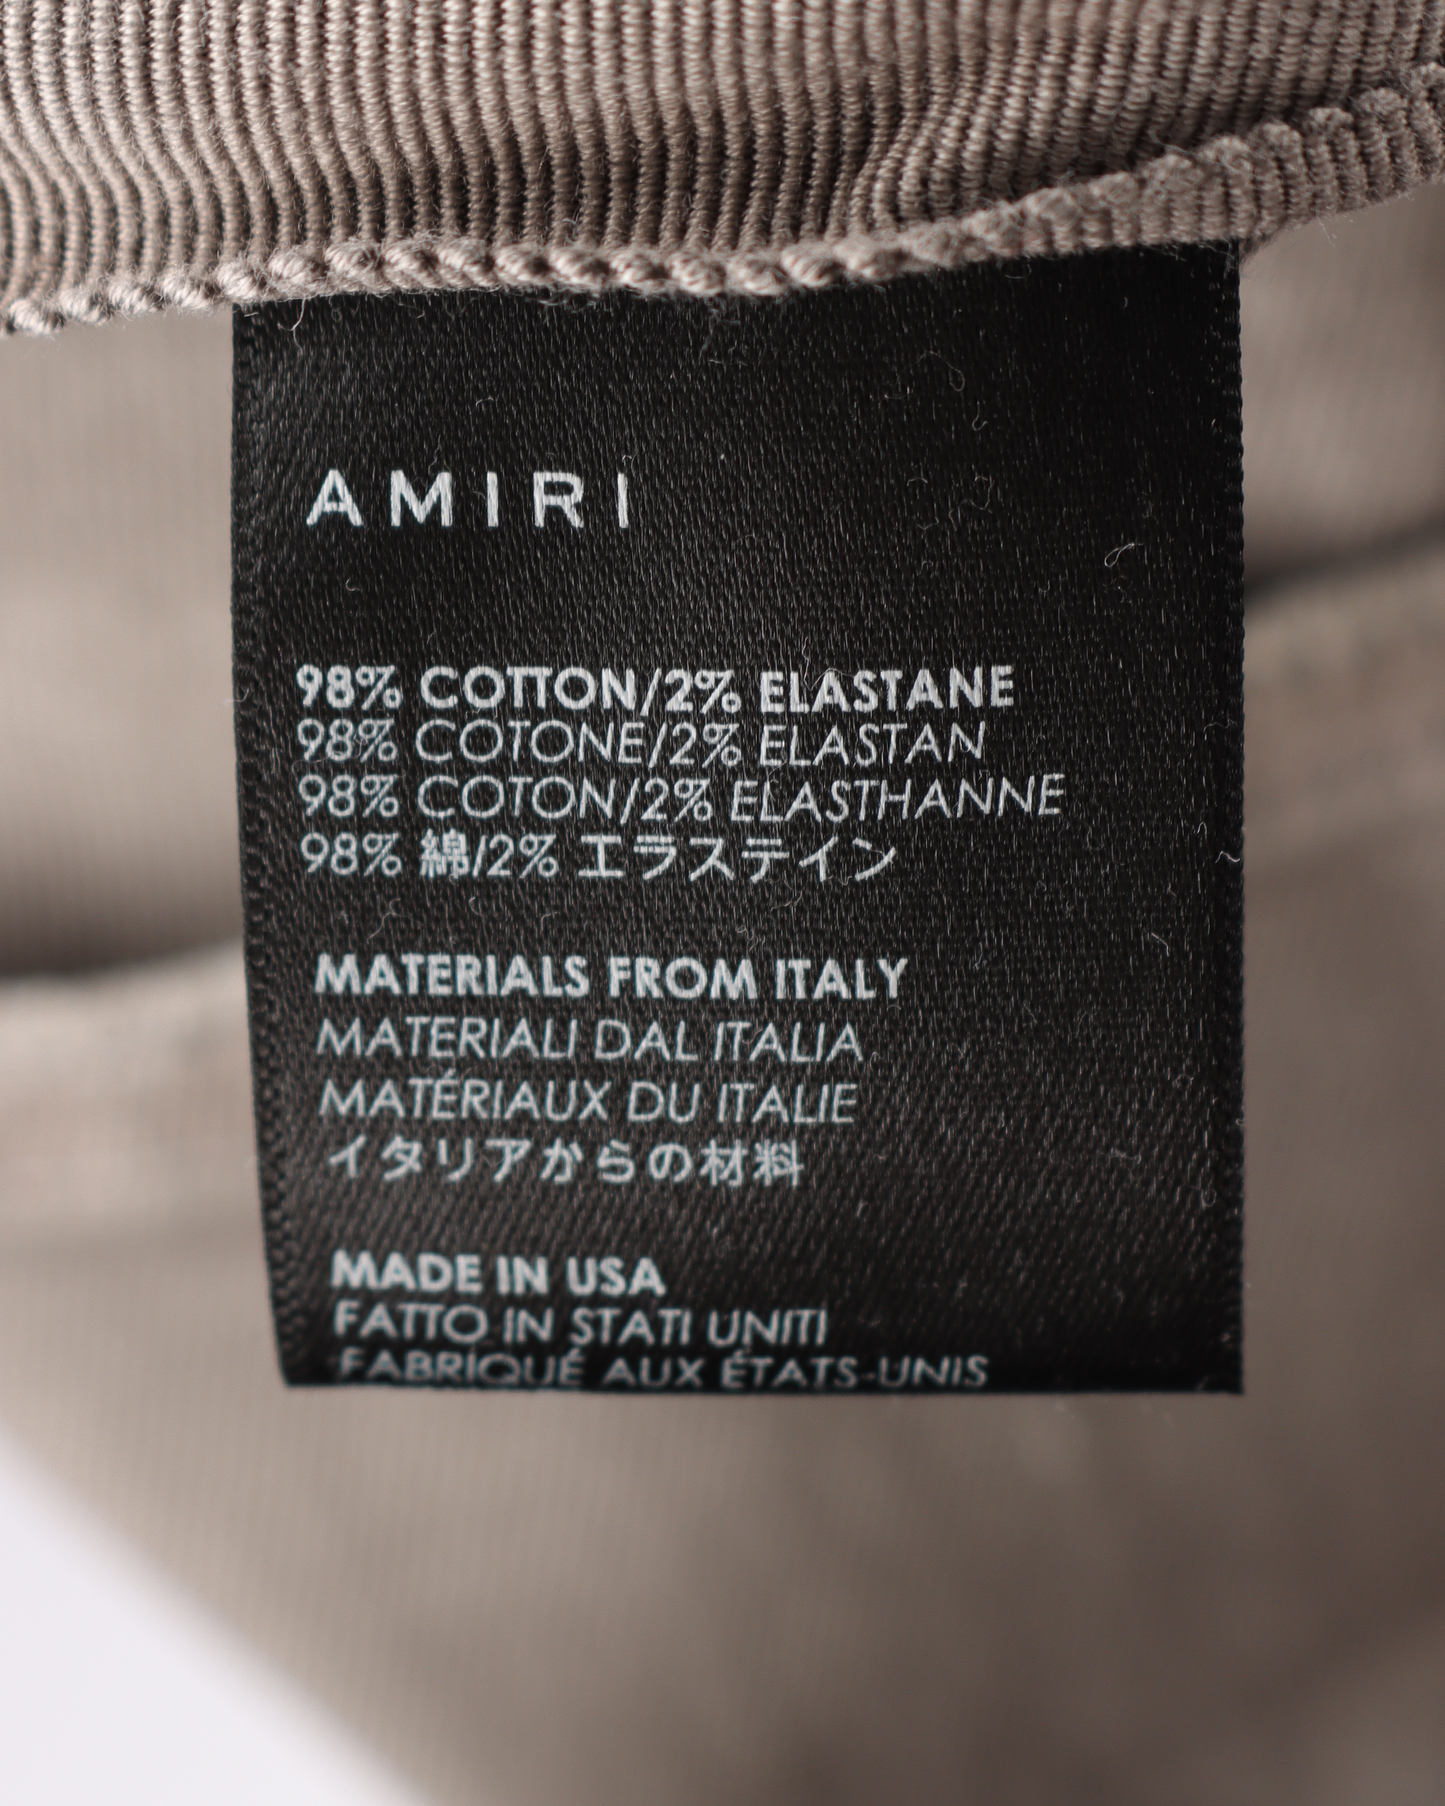 AMIRI
98% COTTON/2% ELASTANE
98% COTONE/2% ELASTAN
98% COTON/2% ELASTHANNE
98% 綿/2% エラステイン
MATERIALS FROM ITALY
MATERIALI DAL ITALIA
MATÉRIAUX DU ITALIE
イタリアからの材料
MADE IN USA
FATTO IN STATI UNITI
FABRIQUÉ AUX ÉTATS-UNIS